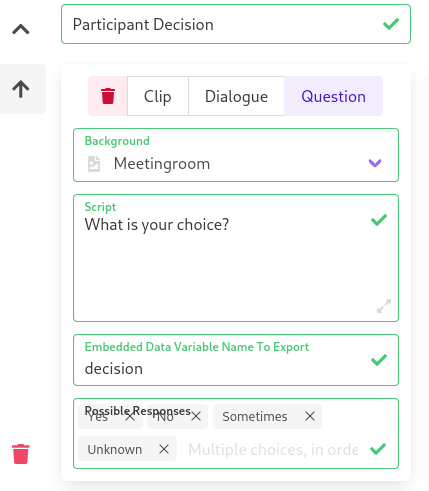 Participant Decision
Clip Dialogue Question
Background
Meetingroom
Script
What is your choice?
Embedded Data Variable Name To Export
decision
Possible Responses
Yes No Sometimes
Unknown Multiple choices, in orde